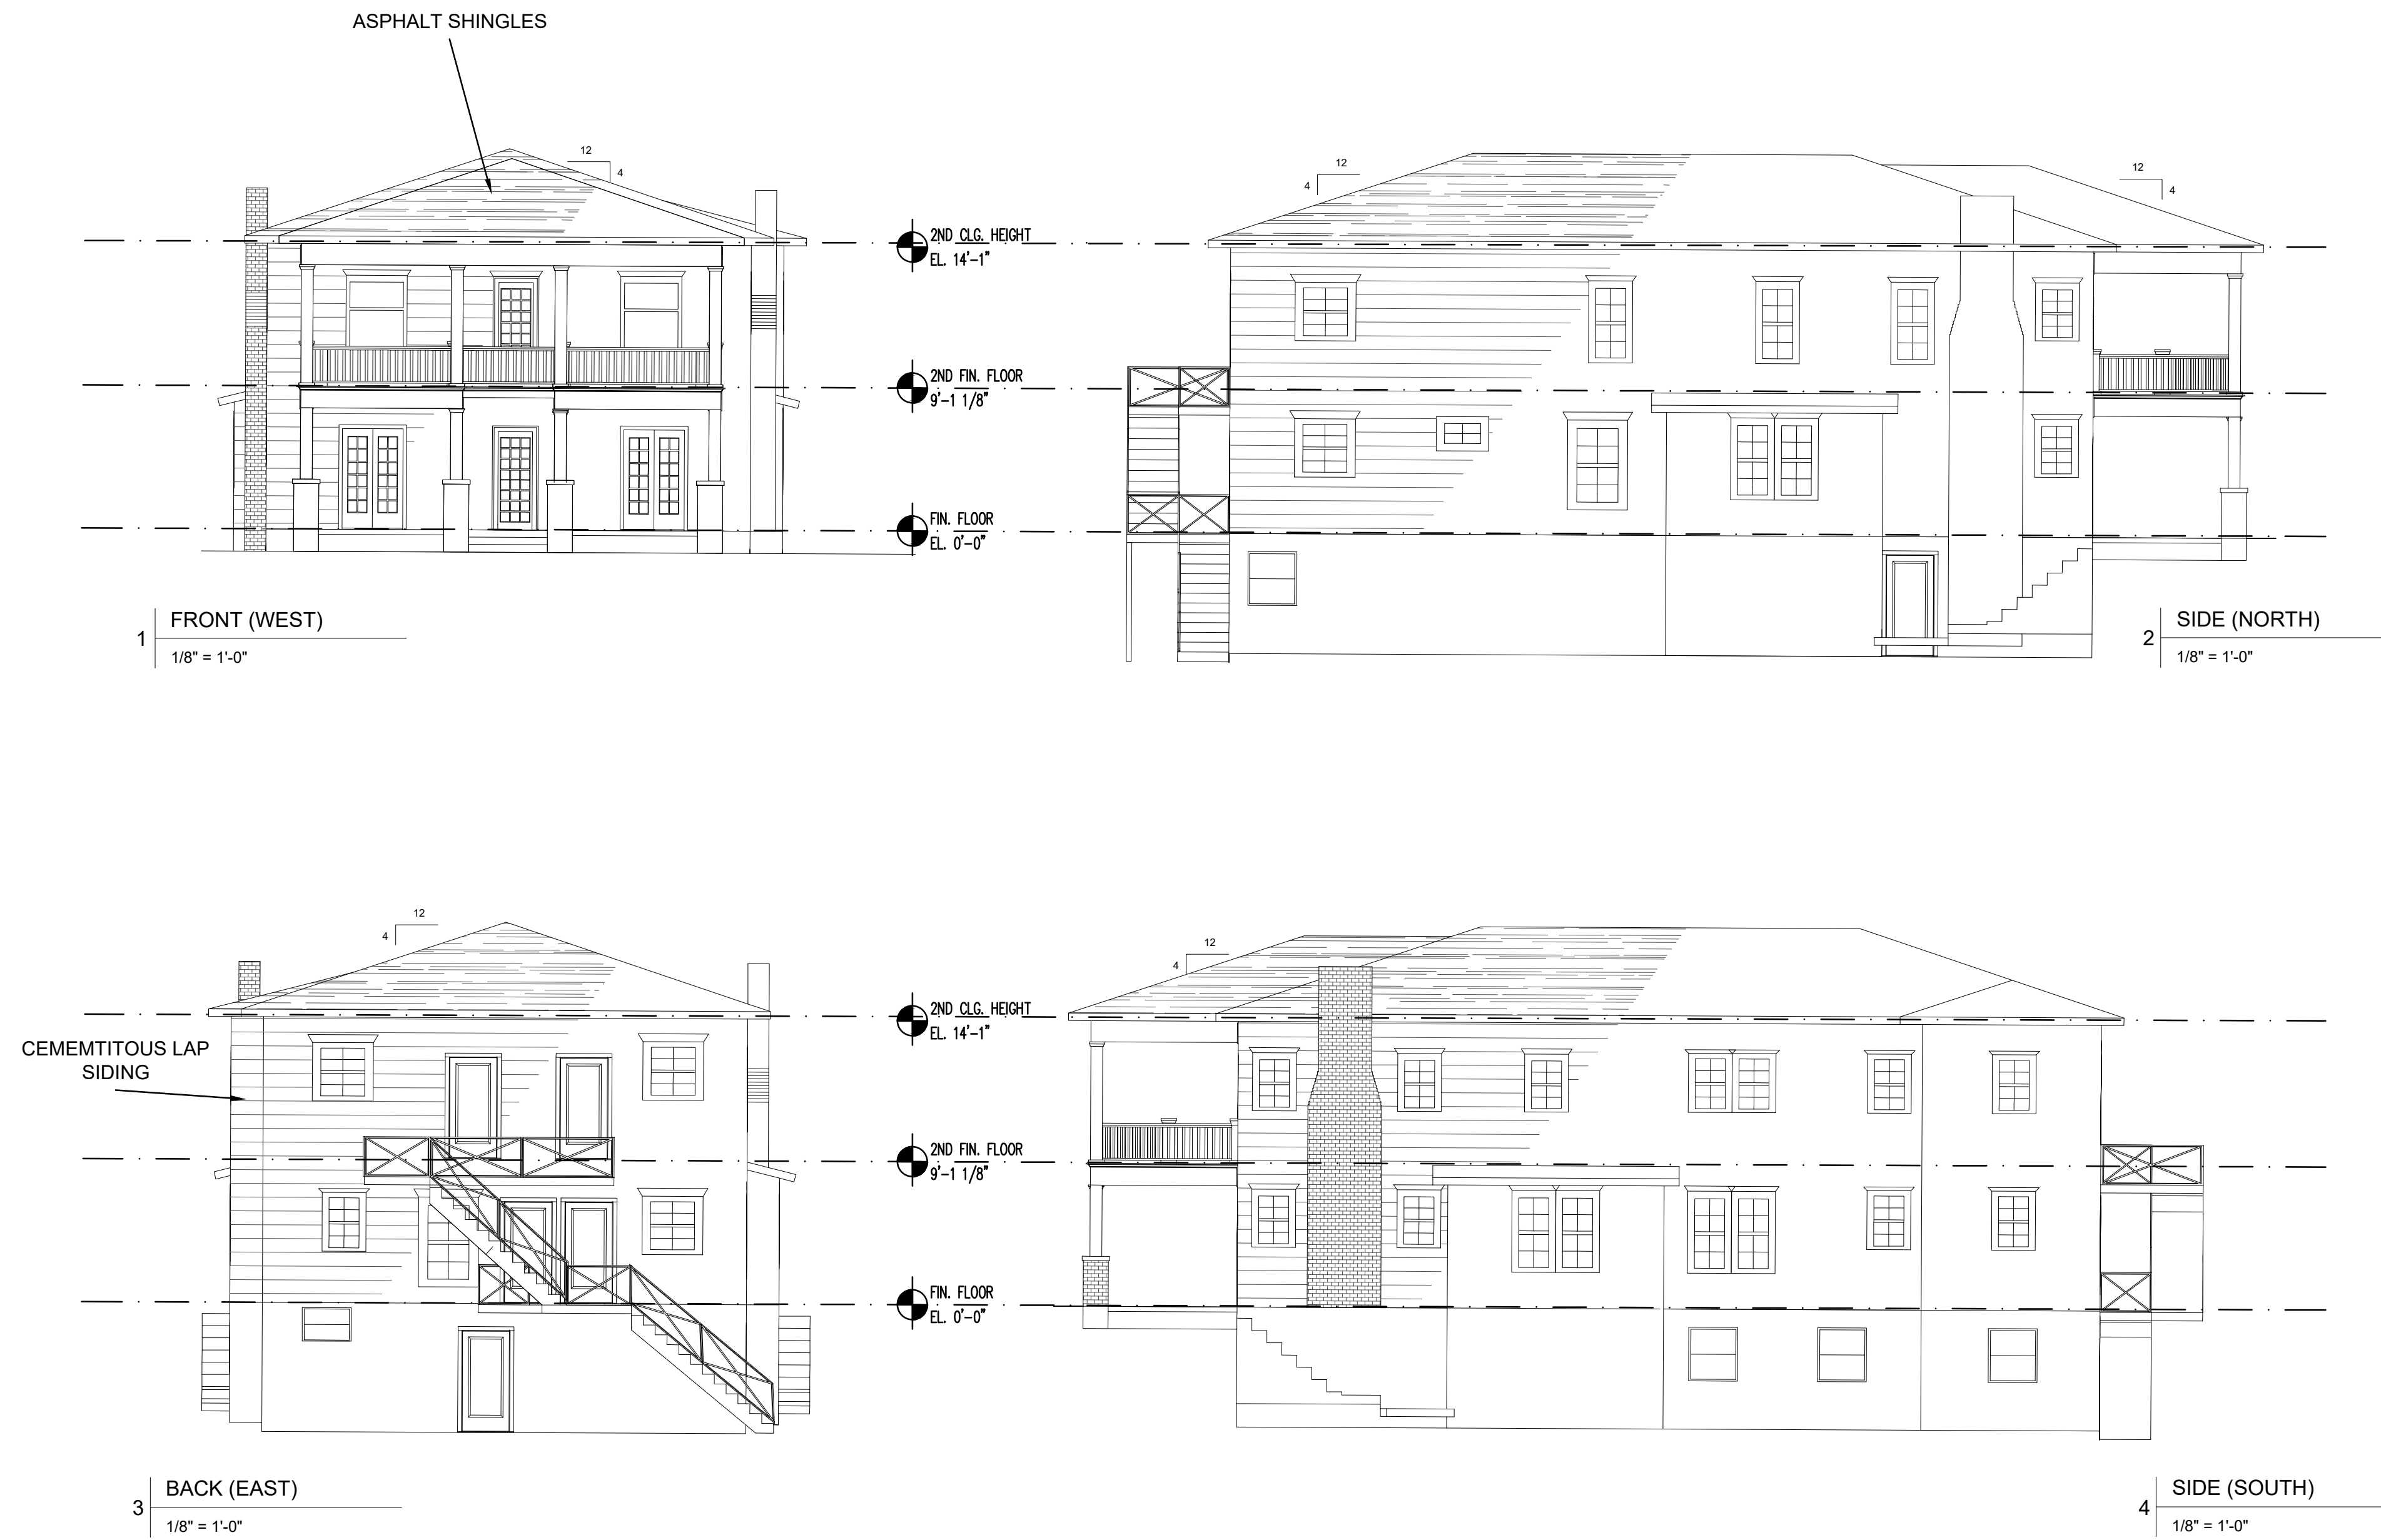 ASPHALT SHINGLES
12
4
12
4
12
4
2ND CLG. HEIGHT
EL. 14'-1"
2ND FIN. FLOOR
9'-1 1/8"
FIN. FLOOR
EL. 0'-0"
1
FRONT (WEST)
1/8" = 1'-0"
2
SIDE (NORTH)
1/8" = 1'-0"
12
4
12
4
2ND CLG. HEIGHT
EL. 14'-1"
CEMEMTITOUS LAP
SIDING
2ND FIN. FLOOR
9'-1 1/8"
FIN. FLOOR
EL. 0'-0"
3
BACK (EAST)
1/8" = 1'-0"
4
SIDE (SOUTH)
1/8" = 1'-0"